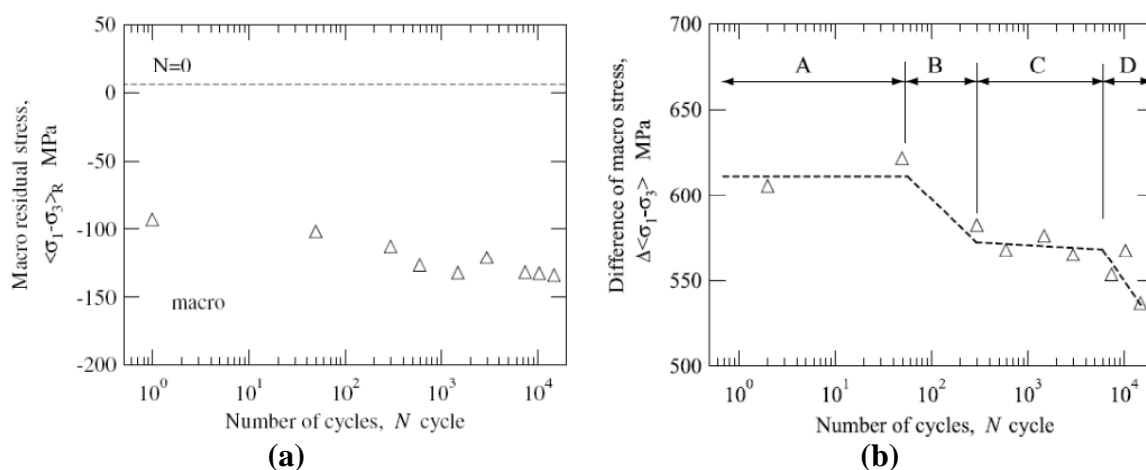 50
0
-50
-100
-150
-200
N=0
macro
10⁰ 10¹ 10² 10³ 10⁴
Number of cycles, N cycle
Macro residual stress,
<σ₁-σ₃>R MPa
(a)
700
650
600
550
500
A B C D
10⁰ 10¹ 10² 10³ 10⁴
Number of cycles, N cycle
Difference of macro stress,
Δ<σ₁-σ₃> MPa
(b)